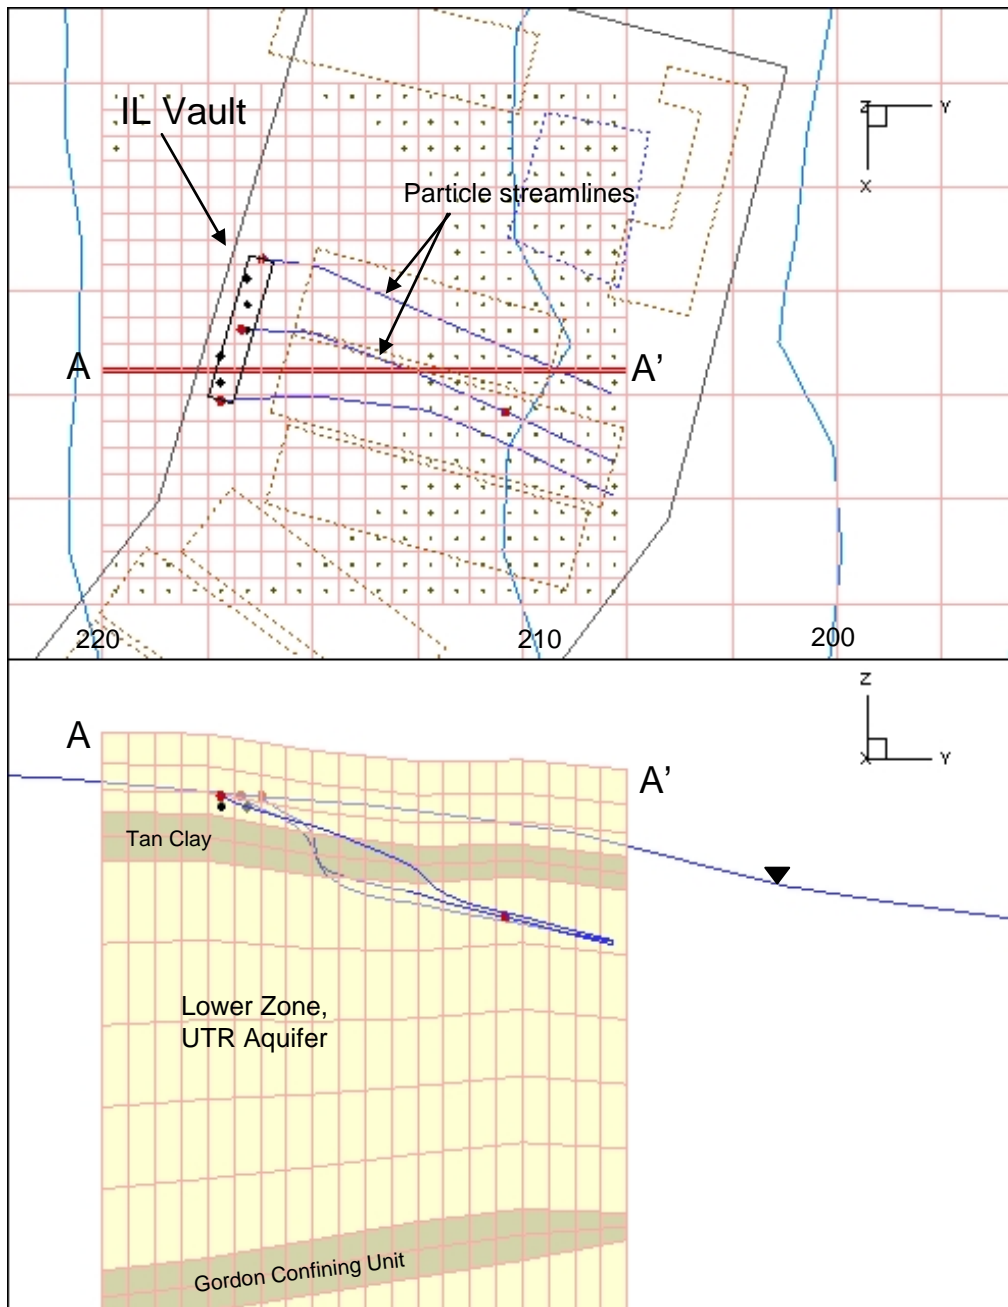 IL Vault
Z
Y
X
Particle streamlines
A
A’
220
210
200
Z
X
Y
A
A’
Tan Clay
Lower Zone,
UTR Aquifer
Gordon Confining Unit